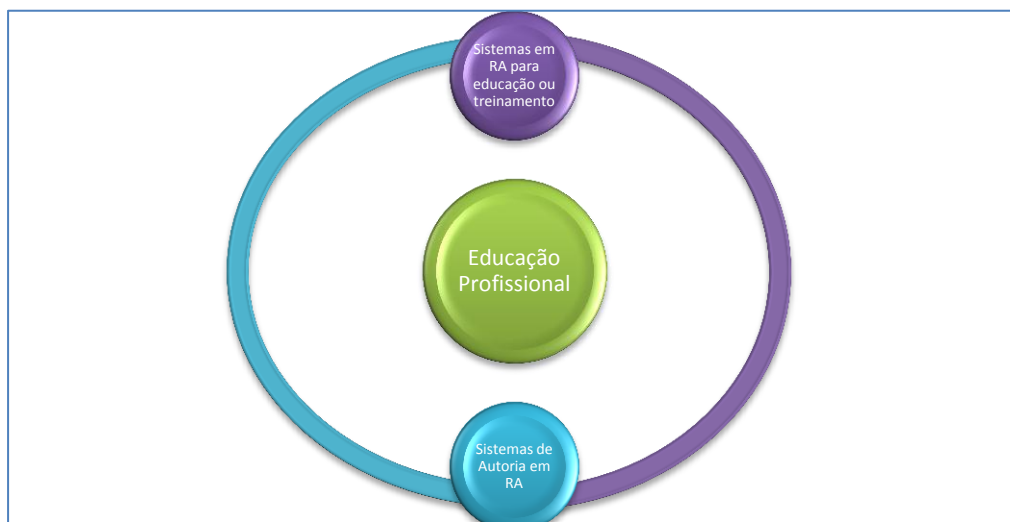 Sistemas em
RA para
educação ou
treinamento
Educação
Profissional
Sistemas de
Autoria em
RA